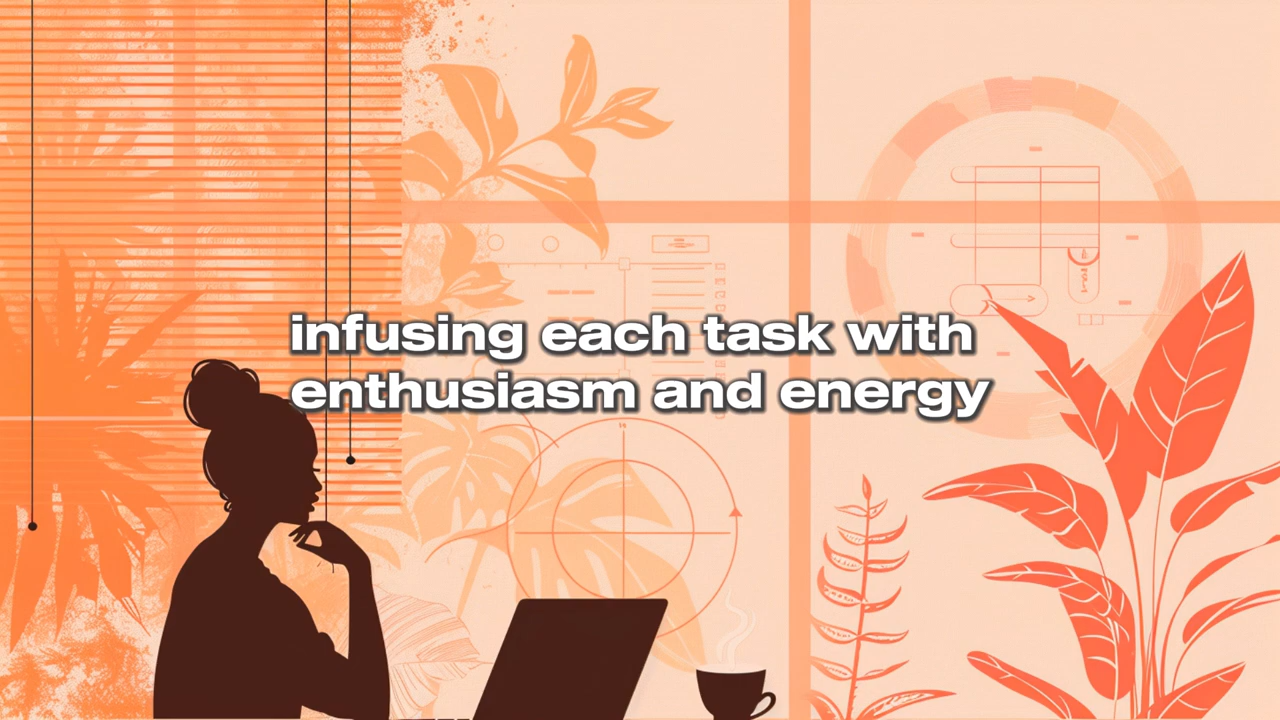 infusing each task with
enthusiasm and energy